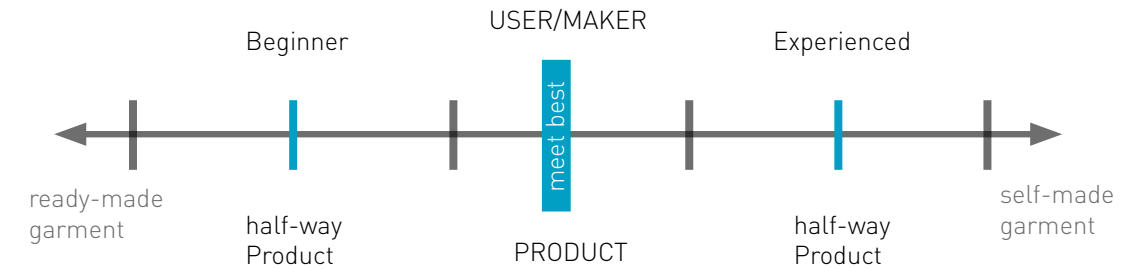 USER/MAKER
Beginner
Experienced
meet best
ready-made
garment
self-made
garment
half-way
Product
PRODUCT
half-way
Product